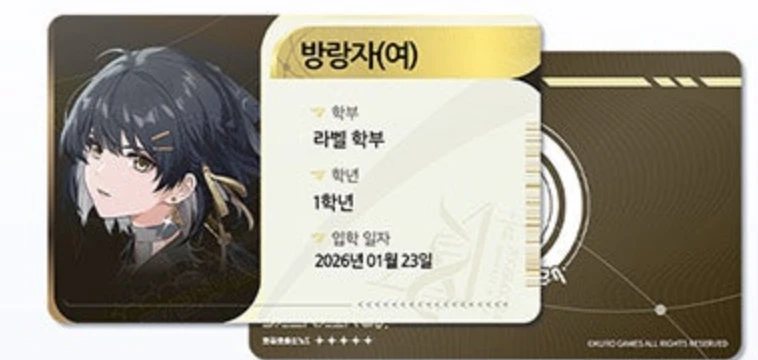 방랑자(여)
학부
라벨 학부
학년
1학년
입학 일자
2026년 01월 23일
©KURO GAMES ALL RIGHTS RESERVED